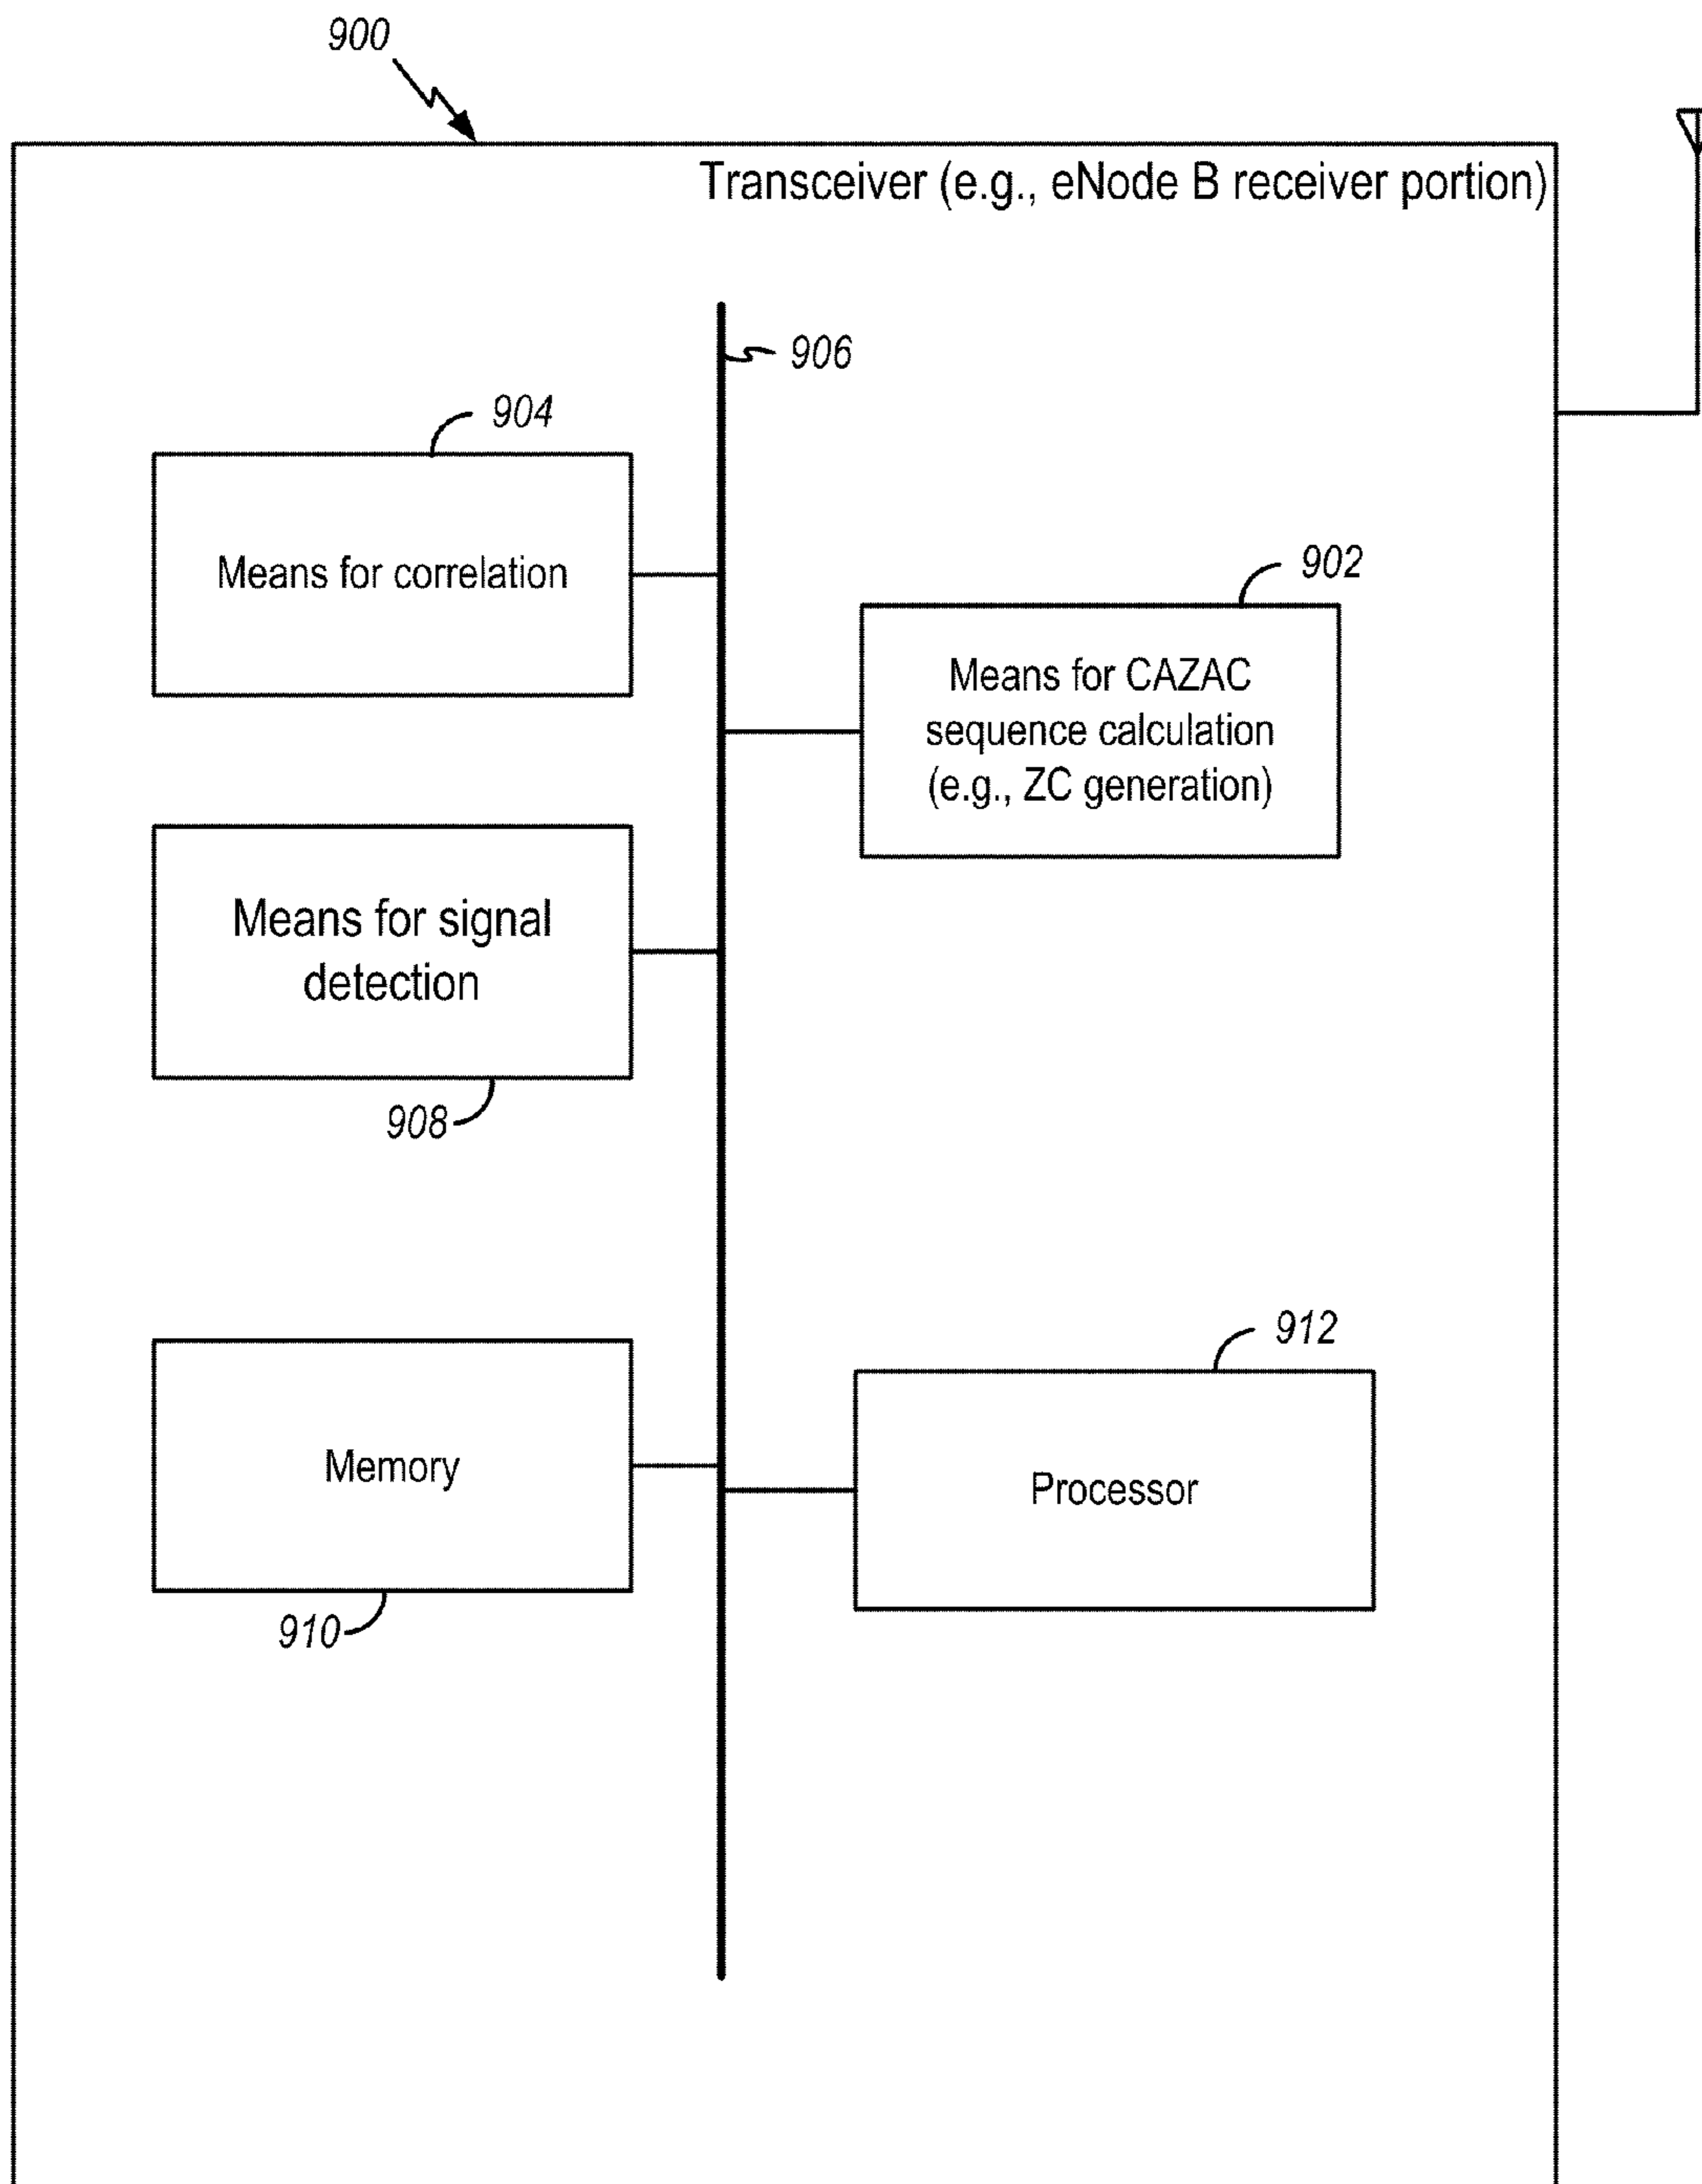 900
Transceiver (e.g., eNode B receiver portion)
906
904
Means for correlation
902
Means for CAZAC
sequence calculation
(e.g., ZC generation)
Means for signal
detection
908
912
Memory
Processor
910